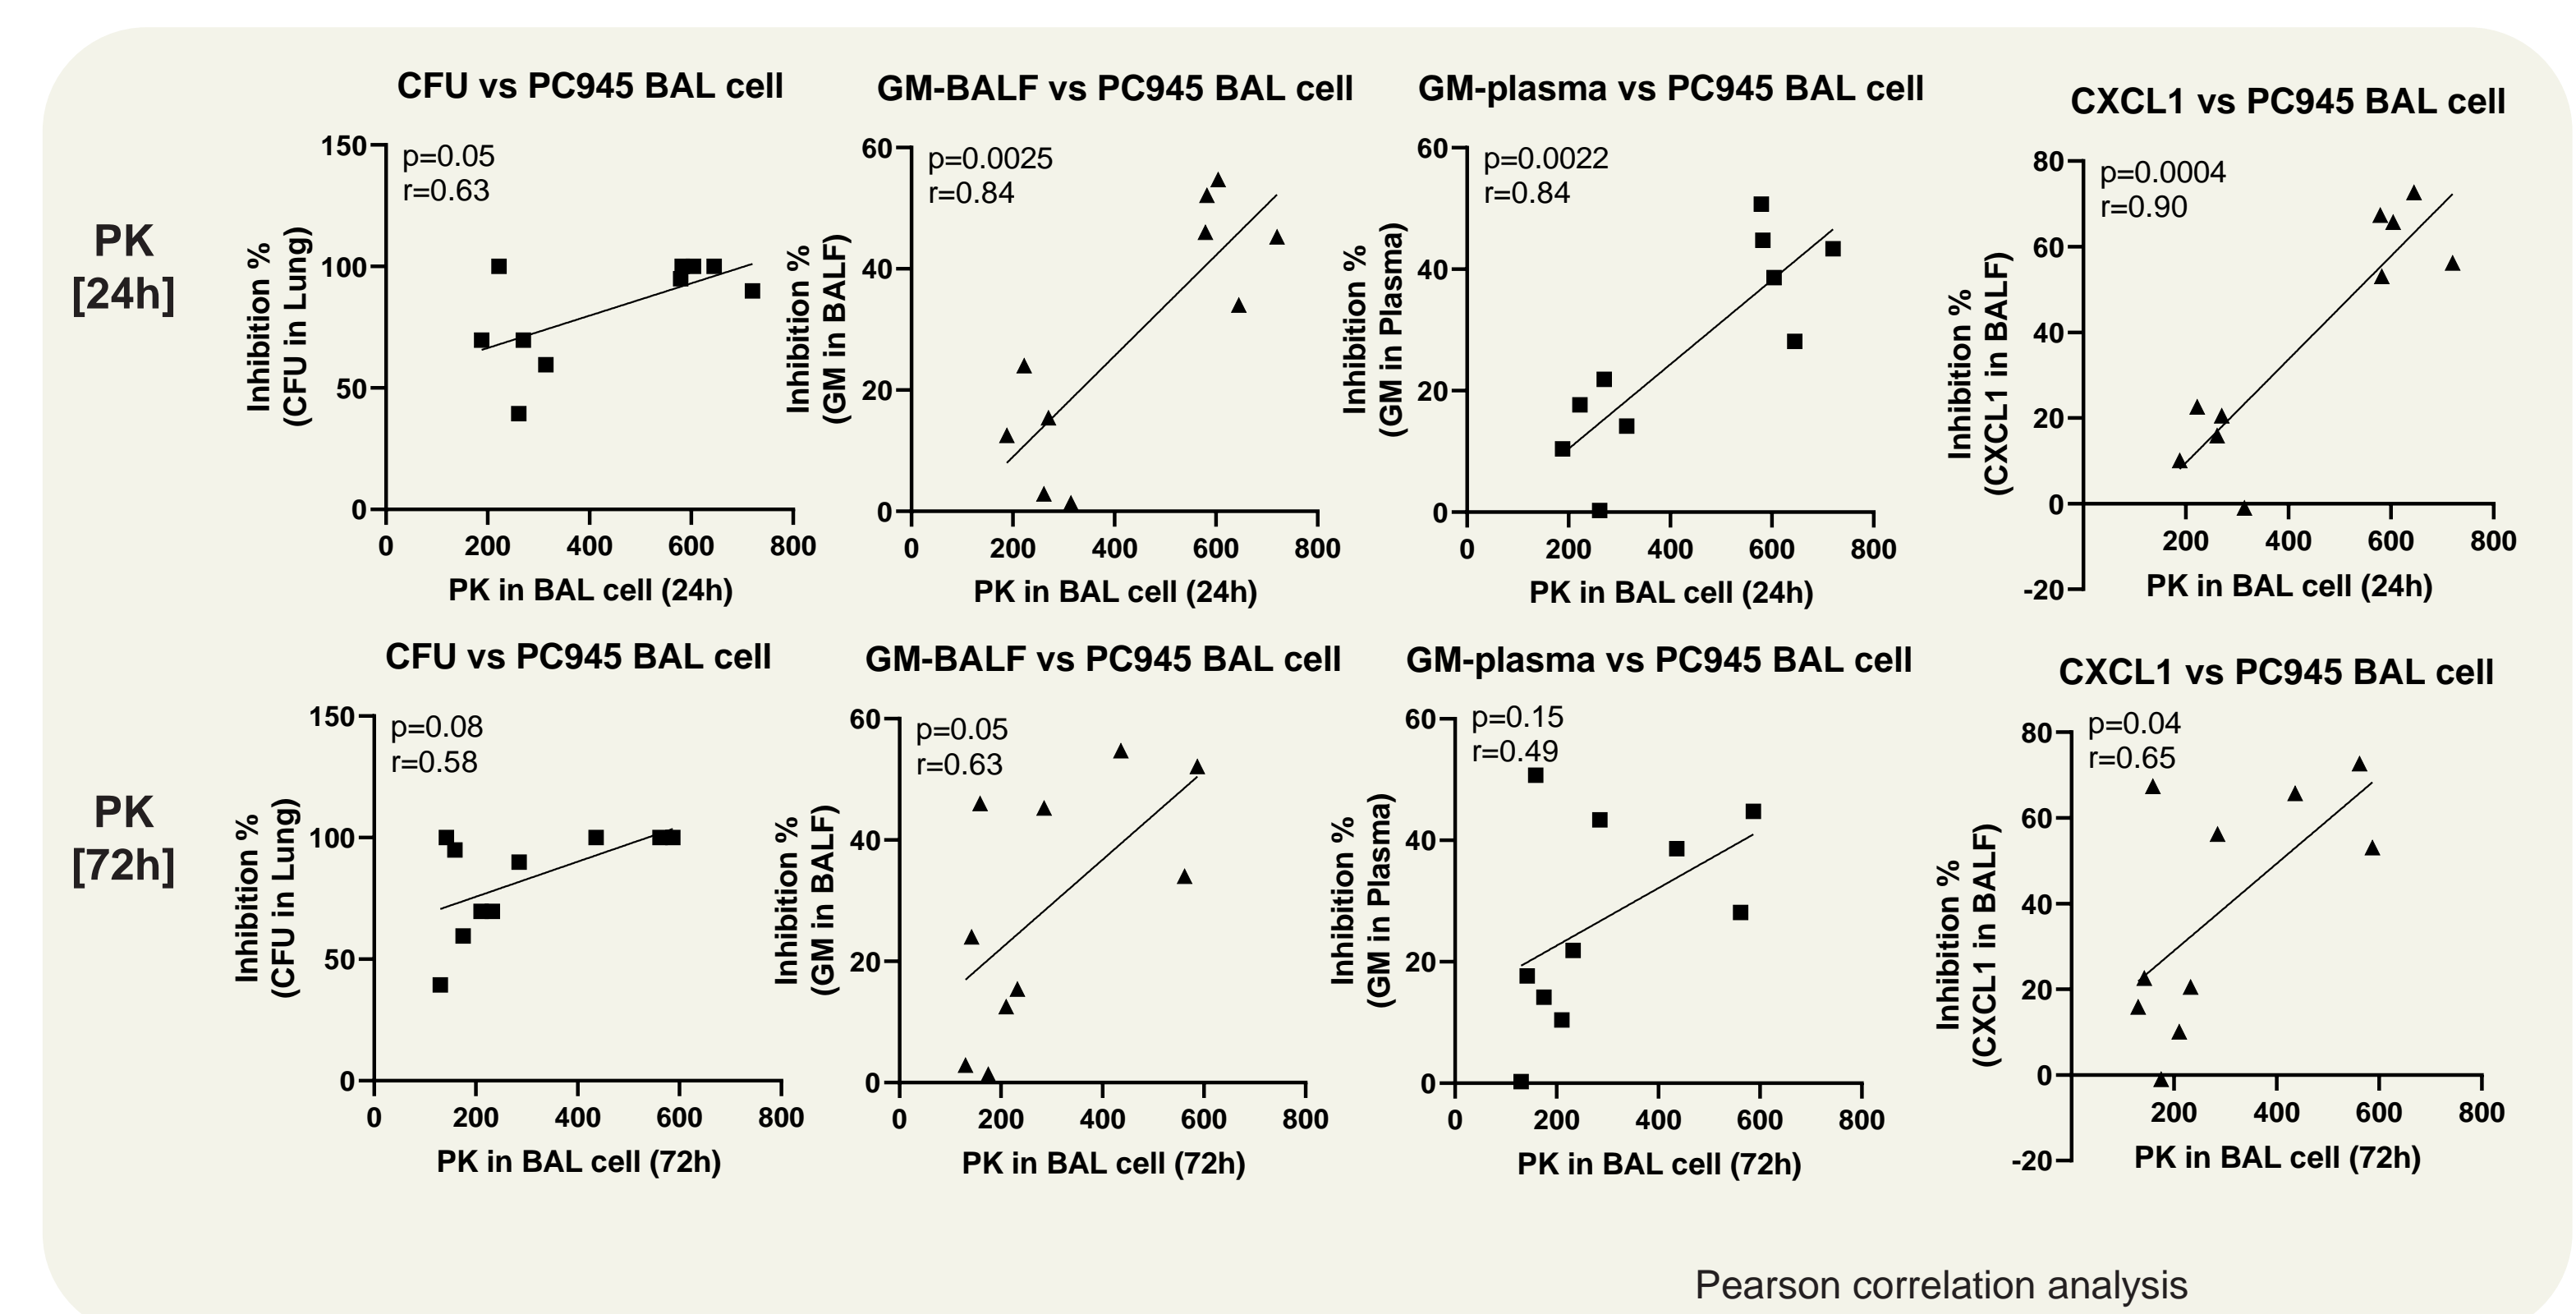 PK
[24h]
CFU vs PC945 BAL cell
p=0.05
r=0.63
Inhibition %
(CFU in Lung)
150
100
50
0
0 200 400 600 800
PK in BAL cell (24h)
GM-BALF vs PC945 BAL cell
p=0.0025
r=0.84
Inhibition %
(GM in BALF)
60
40
20
0
0 200 400 600 800
PK in BAL cell (24h)
GM-plasma vs PC945 BAL cell
p=0.0022
r=0.84
Inhibition %
(GM in Plasma)
60
40
20
0
0 200 400 600 800
PK in BAL cell (24h)
CXCL1 vs PC945 BAL cell
p=0.0004
r=0.90
Inhibition %
(CXCL1 in BALF)
80
60
40
20
0
-20
200 400 600 800
PK in BAL cell (24h)
PK
[72h]
CFU vs PC945 BAL cell
p=0.08
r=0.58
Inhibition %
(CFU in Lung)
150
100
50
0
0 200 400 600 800
PK in BAL cell (72h)
GM-BALF vs PC945 BAL cell
p=0.05
r=0.63
Inhibition %
(GM in BALF)
60
40
20
0
0 200 400 600 800
PK in BAL cell (72h)
GM-plasma vs PC945 BAL cell
p=0.15
r=0.49
Inhibition %
(GM in Plasma)
60
40
20
0
0 200 400 600 800
PK in BAL cell (72h)
CXCL1 vs PC945 BAL cell
p=0.04
r=0.65
Inhibition %
(CXCL1 in BALF)
80
60
40
20
0
-20
200 400 600 800
PK in BAL cell (72h)
Pearson correlation analysis